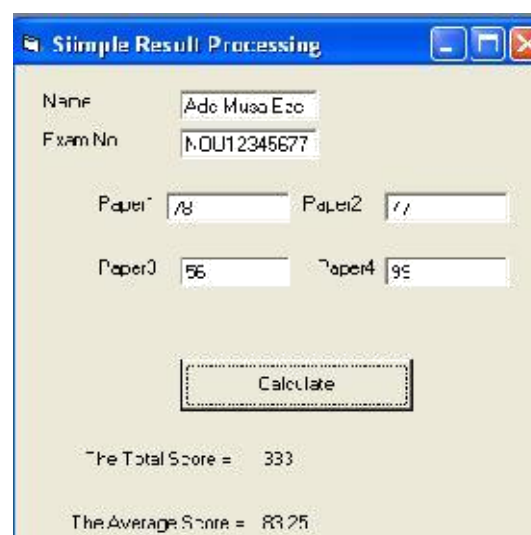 Siimple Result Processing
Name Ade Musa Eze
Exam No NOU12345677
Paper1 78 Paper2 77
Paper3 56 Paper4 99
Calculate
The Total Score = 333
The Average Score = 83.25